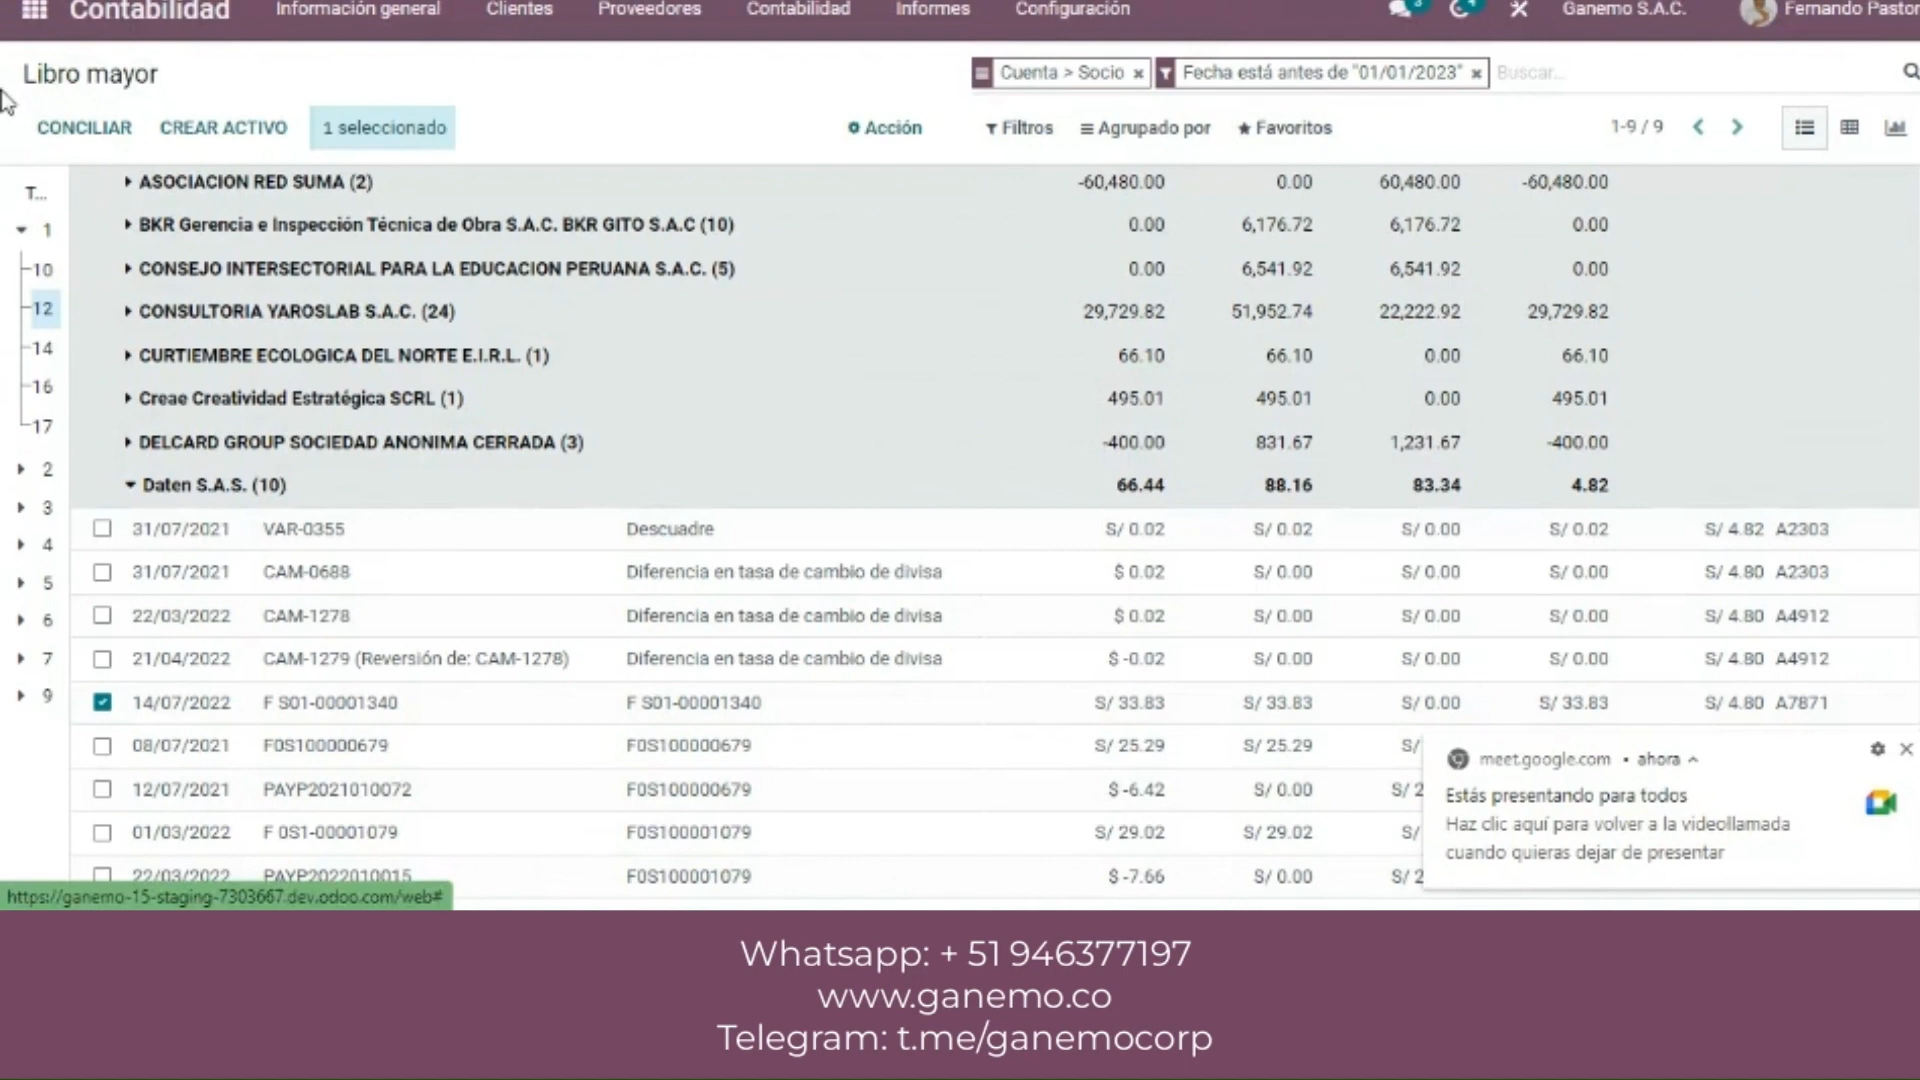 Contabilidad Información general Clientes Proveedores Contabilidad Informes Configuración 3 4 Ganemo S.A.C. Fernando Pastor
Libro mayor Cuenta > Socio × Fecha está antes de "01/01/2023" × Buscar...
CONCILIAR CREAR ACTIVO 1 seleccionado Acción Filtros Agrupado por Favoritos 1-9 / 9
T...
1
10
12
14
16
17
2
3
4
5
6
7
9
ASOCIACION RED SUMA (2) -60,480.00 0.00 60,480.00 -60,480.00
BKR Gerencia e Inspección Técnica de Obra S.A.C. BKR GITO S.A.C (10) 0.00 6,176.72 6,176.72 0.00
CONSEJO INTERSECTORIAL PARA LA EDUCACION PERUANA S.A.C. (5) 0.00 6,541.92 6,541.92 0.00
CONSULTORIA YAROSLAB S.A.C. (24) 29,729.82 51,952.74 22,222.92 29,729.82
CURTIEMBRE ECOLOGICA DEL NORTE E.I.R.L. (1) 66.10 66.10 0.00 66.10
Creae Creatividad Estratégica SCRL (1) 495.01 495.01 0.00 495.01
DELCARD GROUP SOCIEDAD ANONIMA CERRADA (3) -400.00 831.67 1,231.67 -400.00
Daten S.A.S. (10) 66.44 88.16 83.34 4.82
31/07/2021 VAR-0355 Descuadre S/ 0.02 S/ 0.02 S/ 0.00 S/ 0.02 S/ 4.82 A2303
31/07/2021 CAM-0688 Diferencia en tasa de cambio de divisa $ 0.02 S/ 0.00 S/ 0.00 S/ 0.00 S/ 4.80 A2303
22/03/2022 CAM-1278 Diferencia en tasa de cambio de divisa $ 0.02 S/ 0.00 S/ 0.00 S/ 0.00 S/ 4.80 A4912
21/04/2022 CAM-1279 (Reversión de: CAM-1278) Diferencia en tasa de cambio de divisa $ -0.02 S/ 0.00 S/ 0.00 S/ 0.00 S/ 4.80 A4912
14/07/2022 F S01-00001340 F S01-00001340 S/ 33.83 S/ 33.83 S/ 0.00 S/ 33.83 S/ 4.80 A7871
08/07/2021 F0S100000679 F0S100000679 S/ 25.29 S/ 25.29 S/
12/07/2021 PAYP2021010072 F0S100000679 $ -6.42 S/ 0.00 S/ 2
01/03/2022 F 0S1-00001079 F0S100001079 S/ 29.02 S/ 29.02 S/
22/03/2022 PAYP2022010015 F0S100001079 $ -7.66 S/ 0.00 S/ 2
meet.google.com • ahora
Estás presentando para todos
Haz clic aquí para volver a la videollamada
cuando quieras dejar de presentar
https://ganemo-15-staging-7303667.dev.odoo.com/web#
Whatsapp: + 51 946377197
www.ganemo.co
Telegram: t.me/ganemocorp